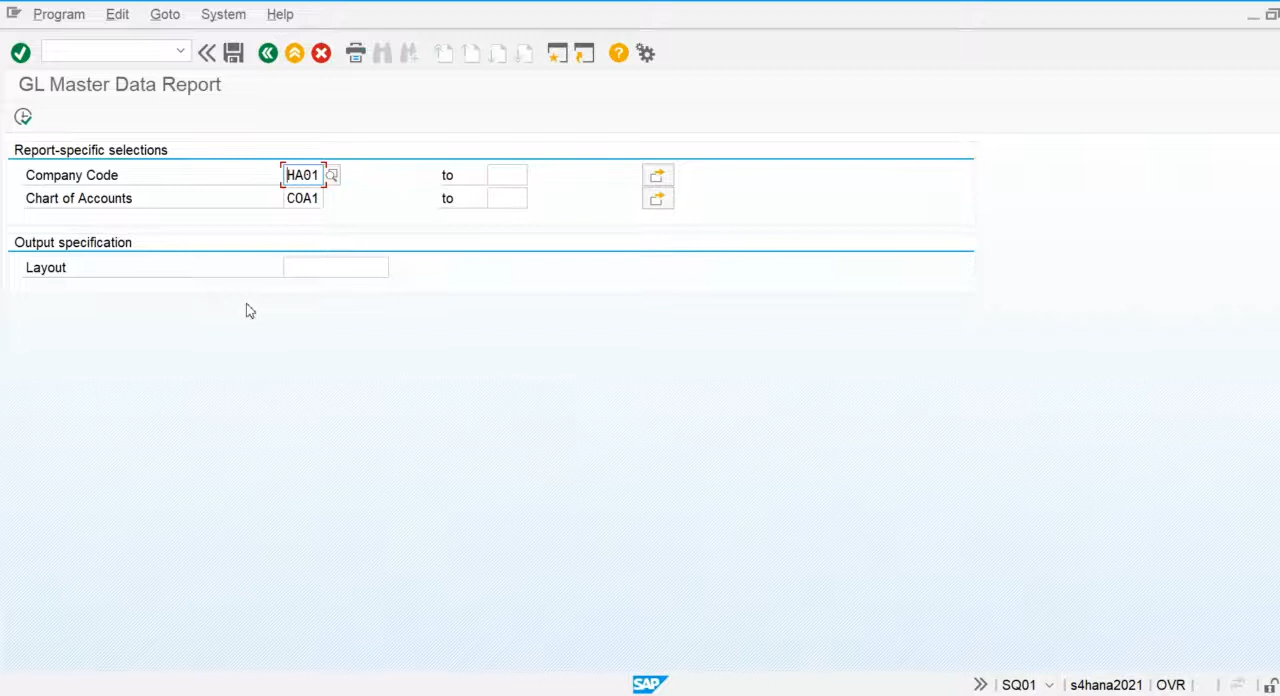 Program Edit Goto System Help
GL Master Data Report
Report-specific selections
Company Code HA01 to
Chart of Accounts COA1 to
Output specification
Layout
SAP SQ01 s4hana2021 OVR